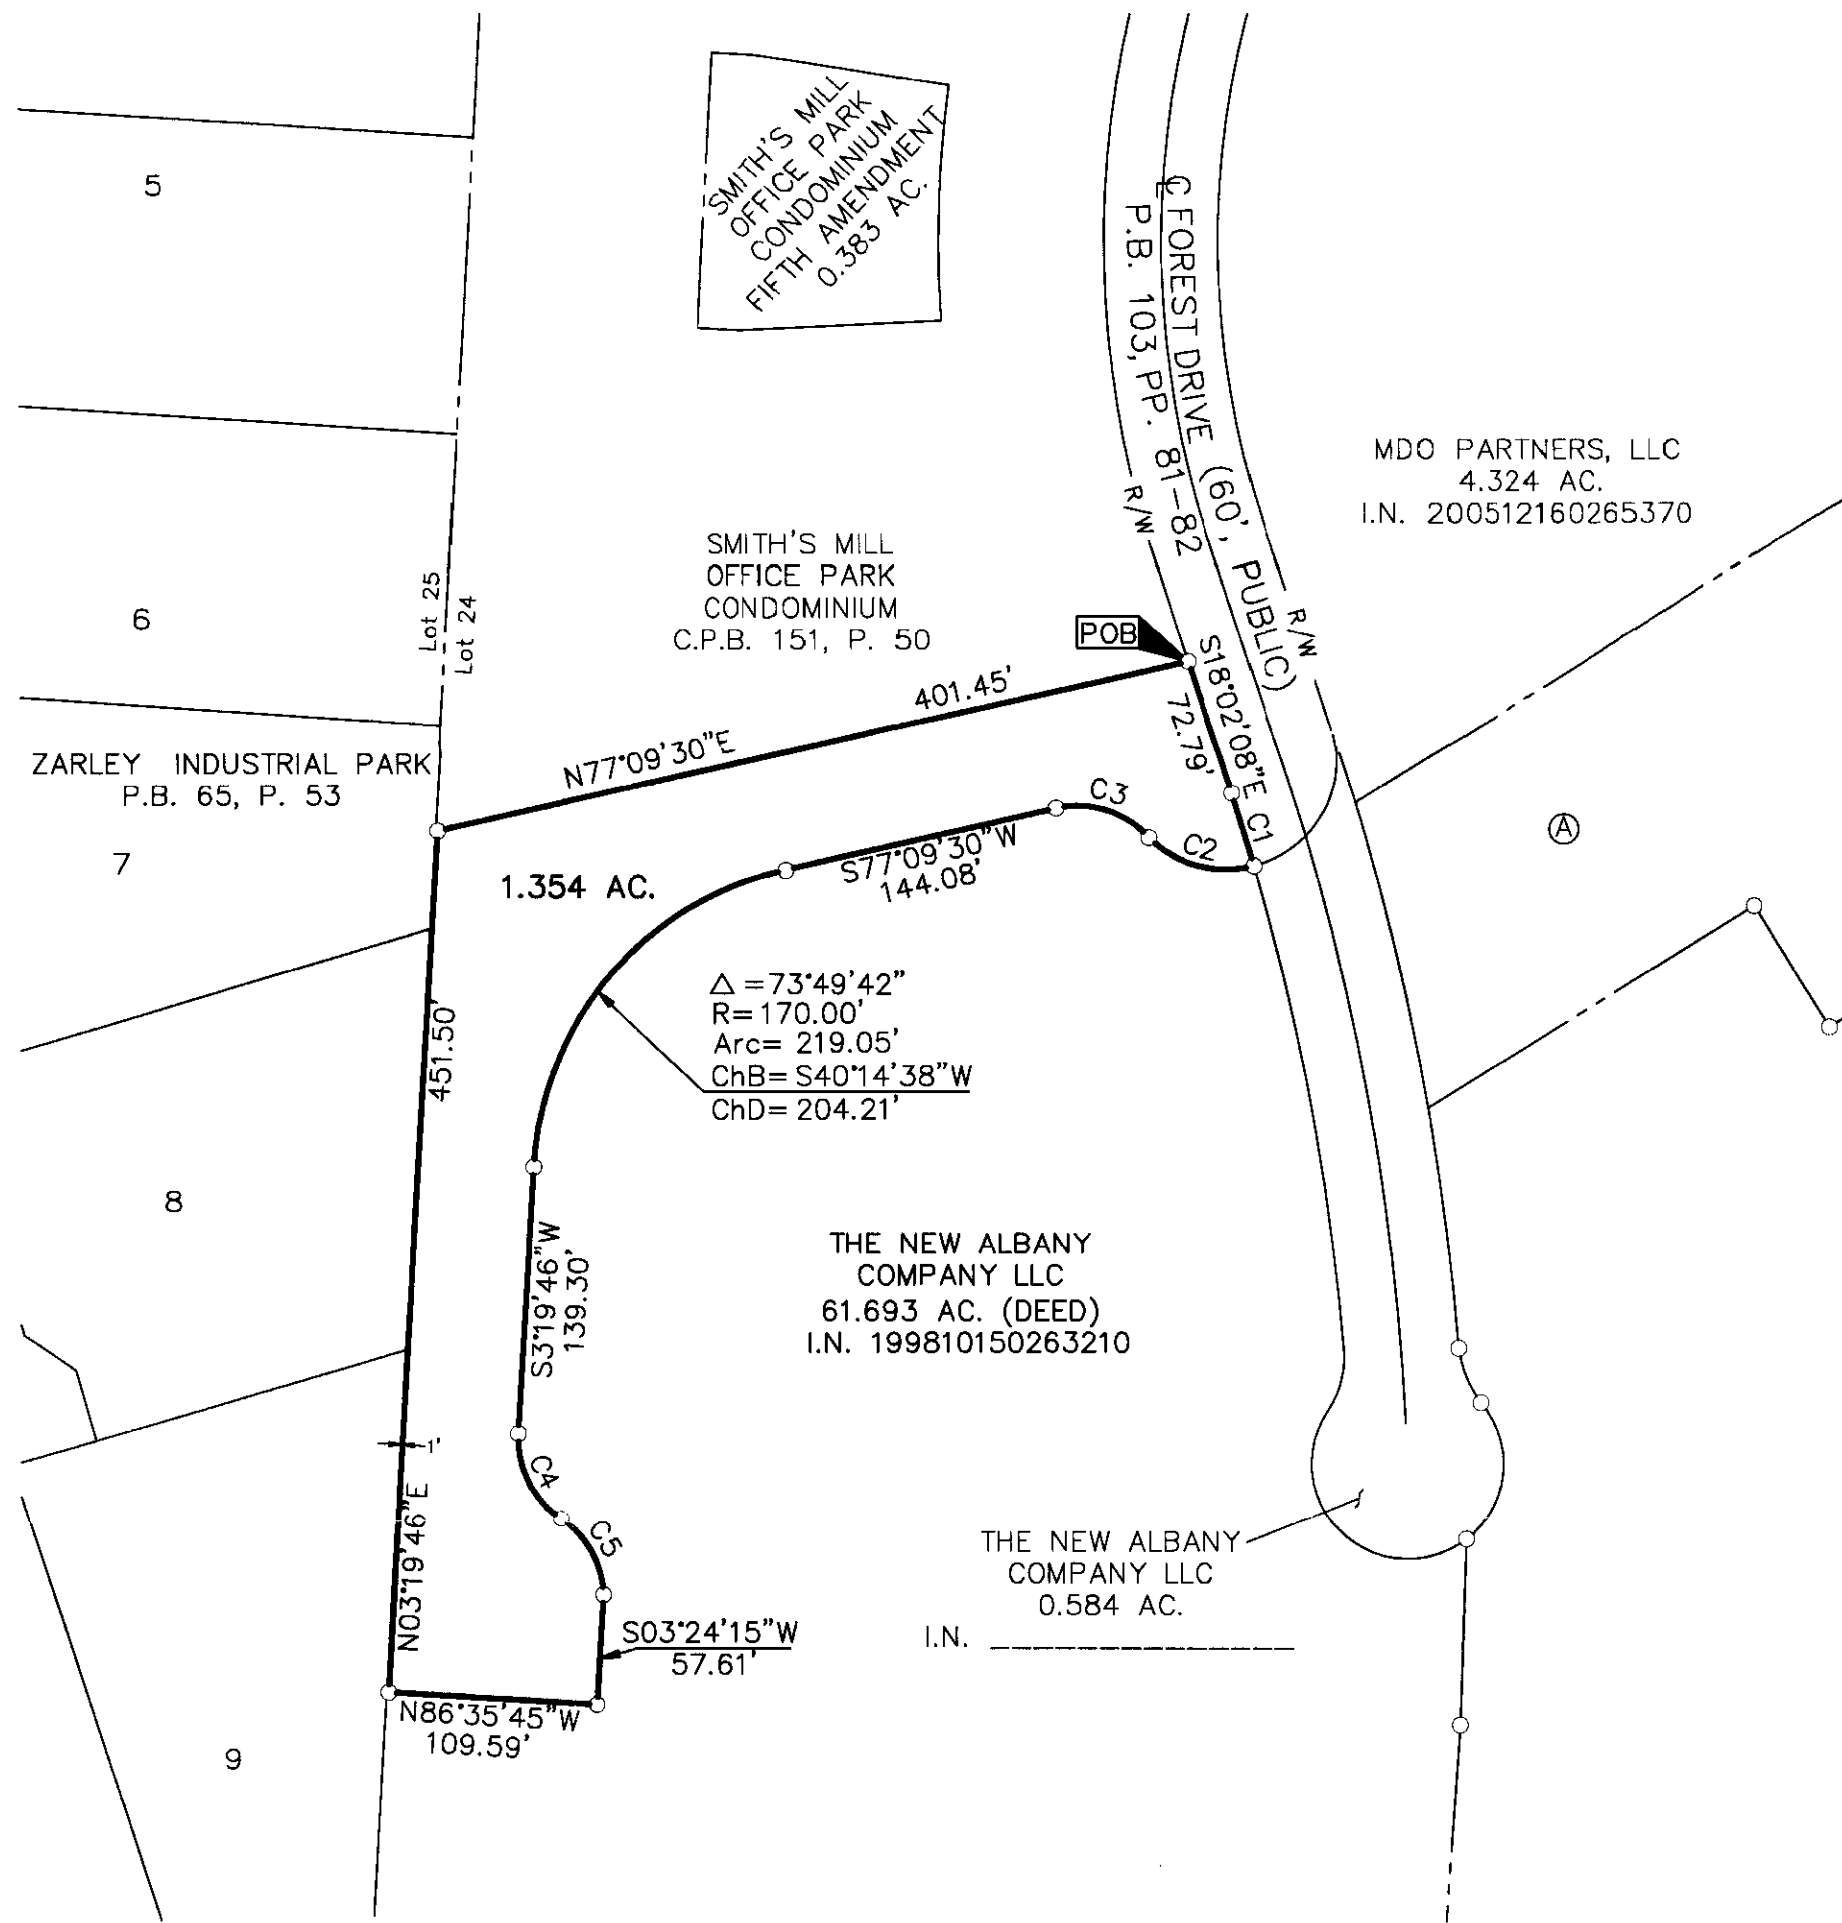 SMITH'S MILL
OFFICE PARK
CONDOMINIUM
FIFTH AMENDMENT
0.383 AC.
5
℄ FOREST DRIVE (60', PUBLIC)
P.B. 103, PP. 81-82
R/W
R/W
MDO PARTNERS, LLC
4.324 AC.
I.N. 200512160265370
SMITH'S MILL
OFFICE PARK
CONDOMINIUM
C.P.B. 151, P. 50
6
Lot 25
Lot 24
POB
S18°02'08"E
72.79'
C1
401.45'
N77°09'30"E
ZARLEY INDUSTRIAL PARK
P.B. 65, P. 53
7
C3
C2
S77°09'30"W
144.08'
A
1.354 AC.
△ =73°49'42"
R=170.00'
Arc= 219.05'
ChB= S40°14'38"W
ChD= 204.21'
451.50'
8
S3°19'46"W
139.30'
THE NEW ALBANY
COMPANY LLC
61.693 AC. (DEED)
I.N. 199810150263210
1'
C4
C5
N03°19'46"E
THE NEW ALBANY
COMPANY LLC
0.584 AC.
I.N.
S03°24'15"W
57.61'
N86°35'45"W
109.59'
9